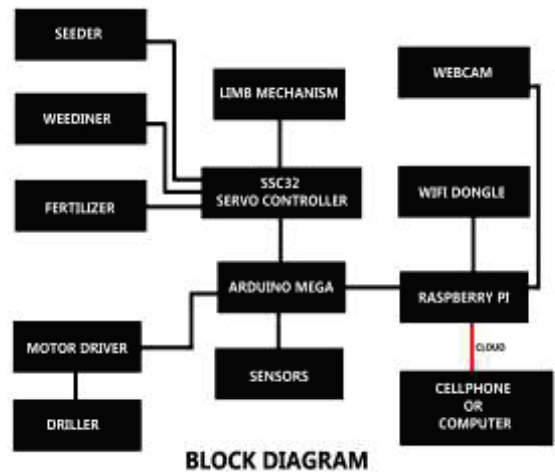 SEEDER
WEBCAM
LIMB MECHANISM
WEEDINER
SSC32
SERVO CONTROLLER
WIFI DONGLE
FERTILIZER
ARDUINO MEGA
RASPBERRY PI
MOTOR DRIVER
CLOUD
SENSORS
CELLPHONE
OR
COMPUTER
DRILLER
BLOCK DIAGRAM